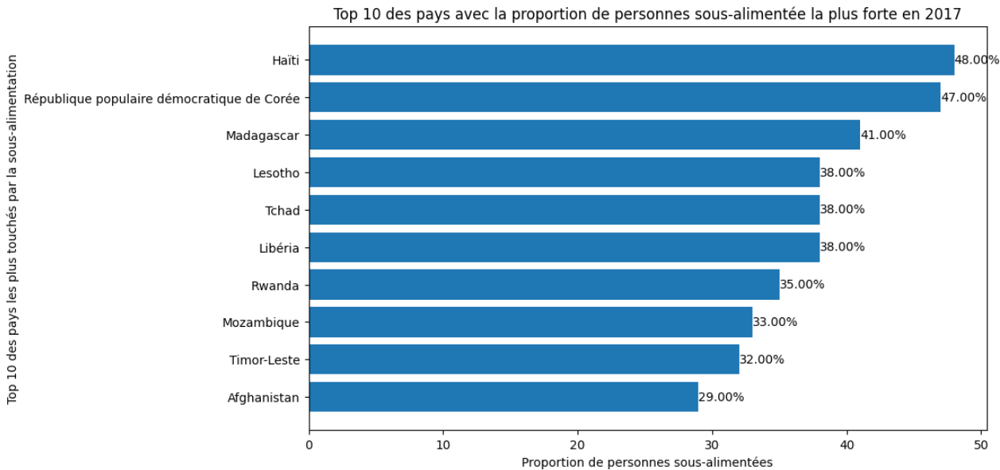 Top 10 des pays avec la proportion de personnes sous-alimentée la plus forte en 2017
Top 10 des pays les plus touchés par la sous-alimentation
Haïti 48.00%
République populaire démocratique de Corée 47.00%
Madagascar 41.00%
Lesotho 38.00%
Tchad 38.00%
Libéria 38.00%
Rwanda 35.00%
Mozambique 33.00%
Timor-Leste 32.00%
Afghanistan 29.00%
0 10 20 30 40 50
Proportion de personnes sous-alimentées